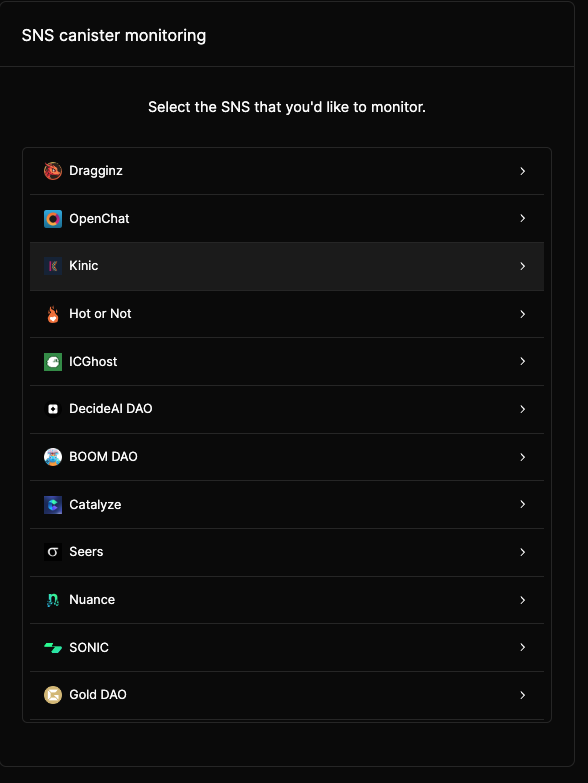 SNS canister monitoring
Select the SNS that you'd like to monitor.
Dragginz
OpenChat
Kinic
Hot or Not
ICGhost
DecideAI DAO
BOOM DAO
Catalyze
Seers
Nuance
SONIC
Gold DAO